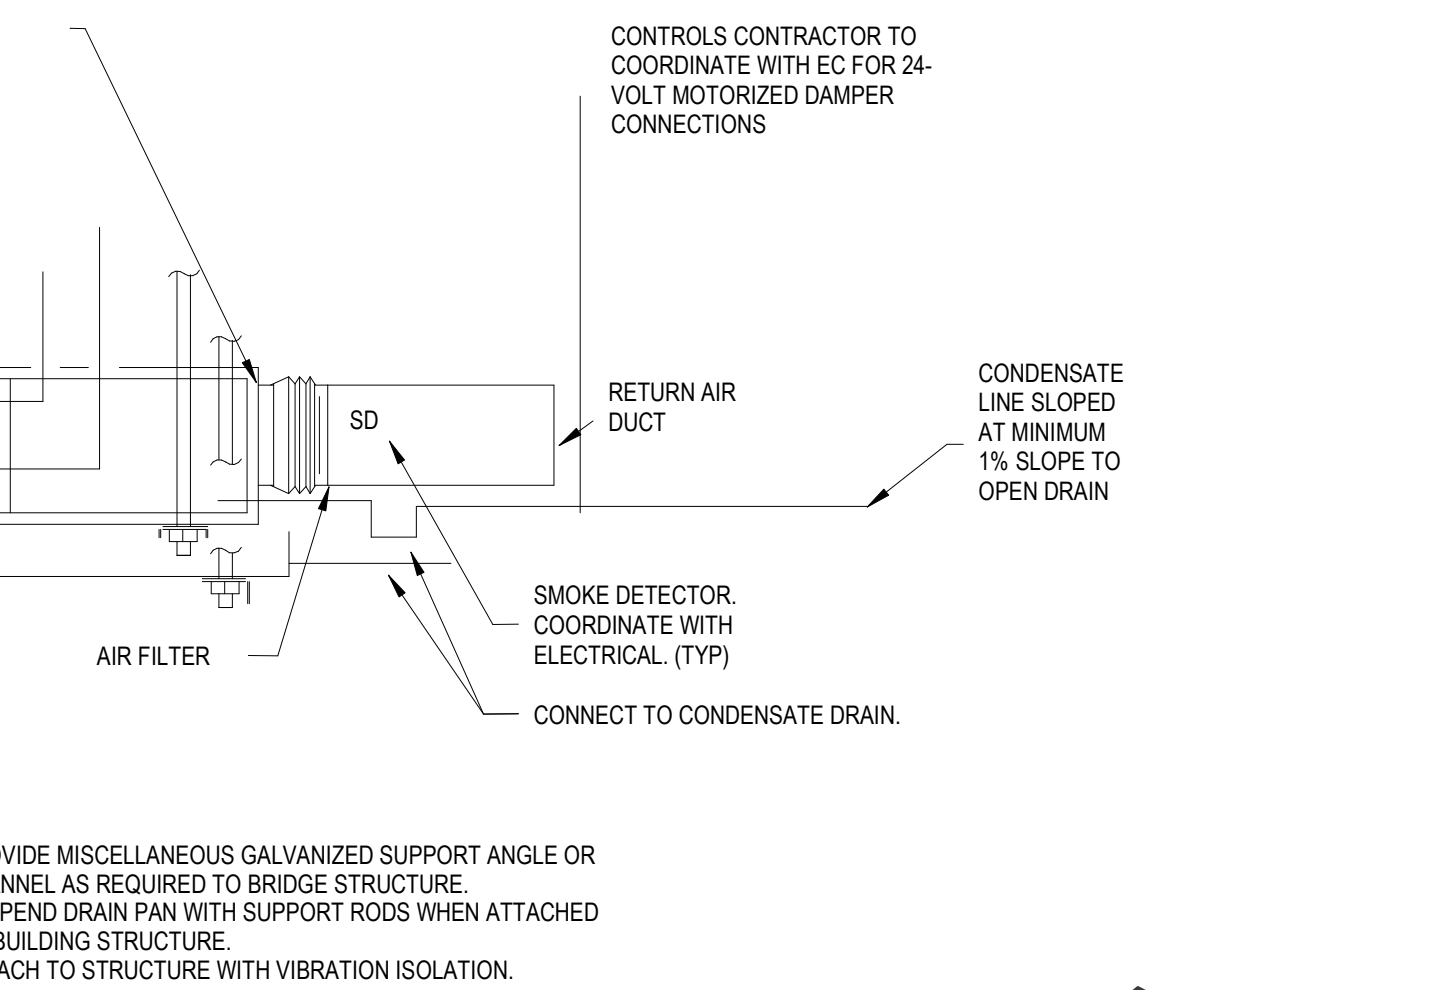 CONTROLS CONTRACTOR TO
COORDINATE WITH EC FOR 24-
VOLT MOTORIZED DAMPER
CONNECTIONS
CONDENSATE
LINE SLOPED
AT MINIMUM
1% SLOPE TO
OPEN DRAIN
RETURN AIR
DUCT
SD
SMOKE DETECTOR.
COORDINATE WITH
ELECTRICAL. (TYP)
AIR FILTER
CONNECT TO CONDENSATE DRAIN.
OVIDE MISCELLANEOUS GALVANIZED SUPPORT ANGLE OR
ANNEL AS REQUIRED TO BRIDGE STRUCTURE.
PEND DRAIN PAN WITH SUPPORT RODS WHEN ATTACHED
BUILDING STRUCTURE.
ACH TO STRUCTURE WITH VIBRATION ISOLATION.